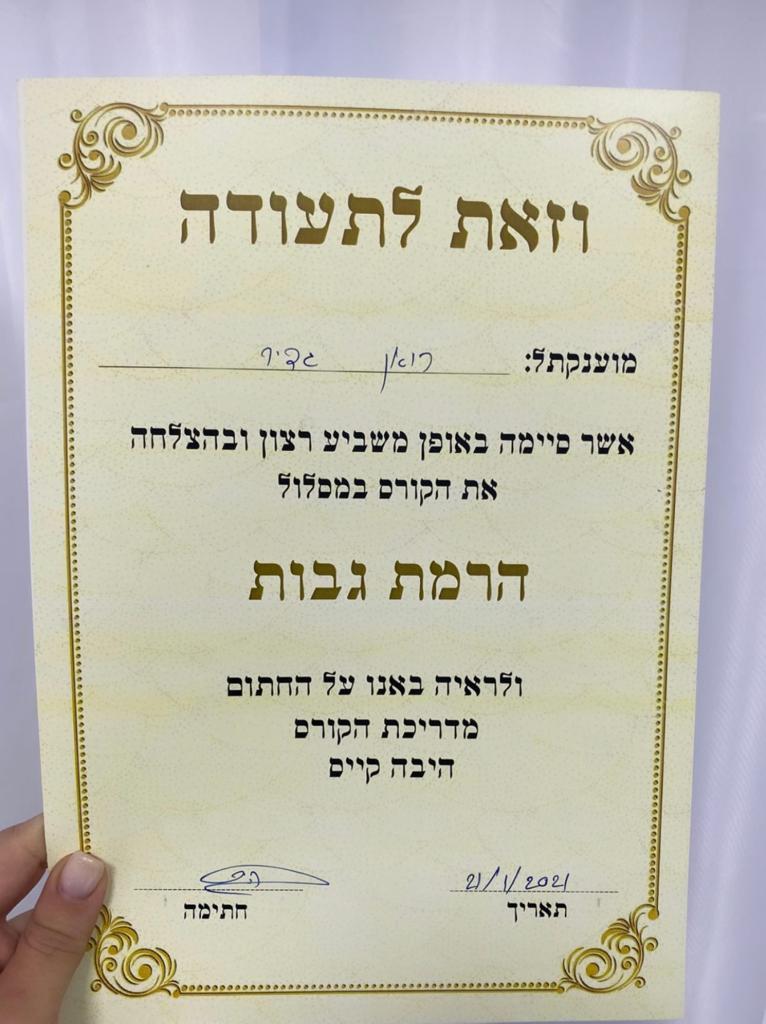 וזאת לתעודה
מוענקת ל: רואן גדיר
אשר סיימה באופן משביע רצון ובהצלחה
את הקורס במסלול
הרמת גבות
ולראיה באנו על החתום
מדריכת הקורס
היבה קייס
21/1/2021
תאריך
חתימה